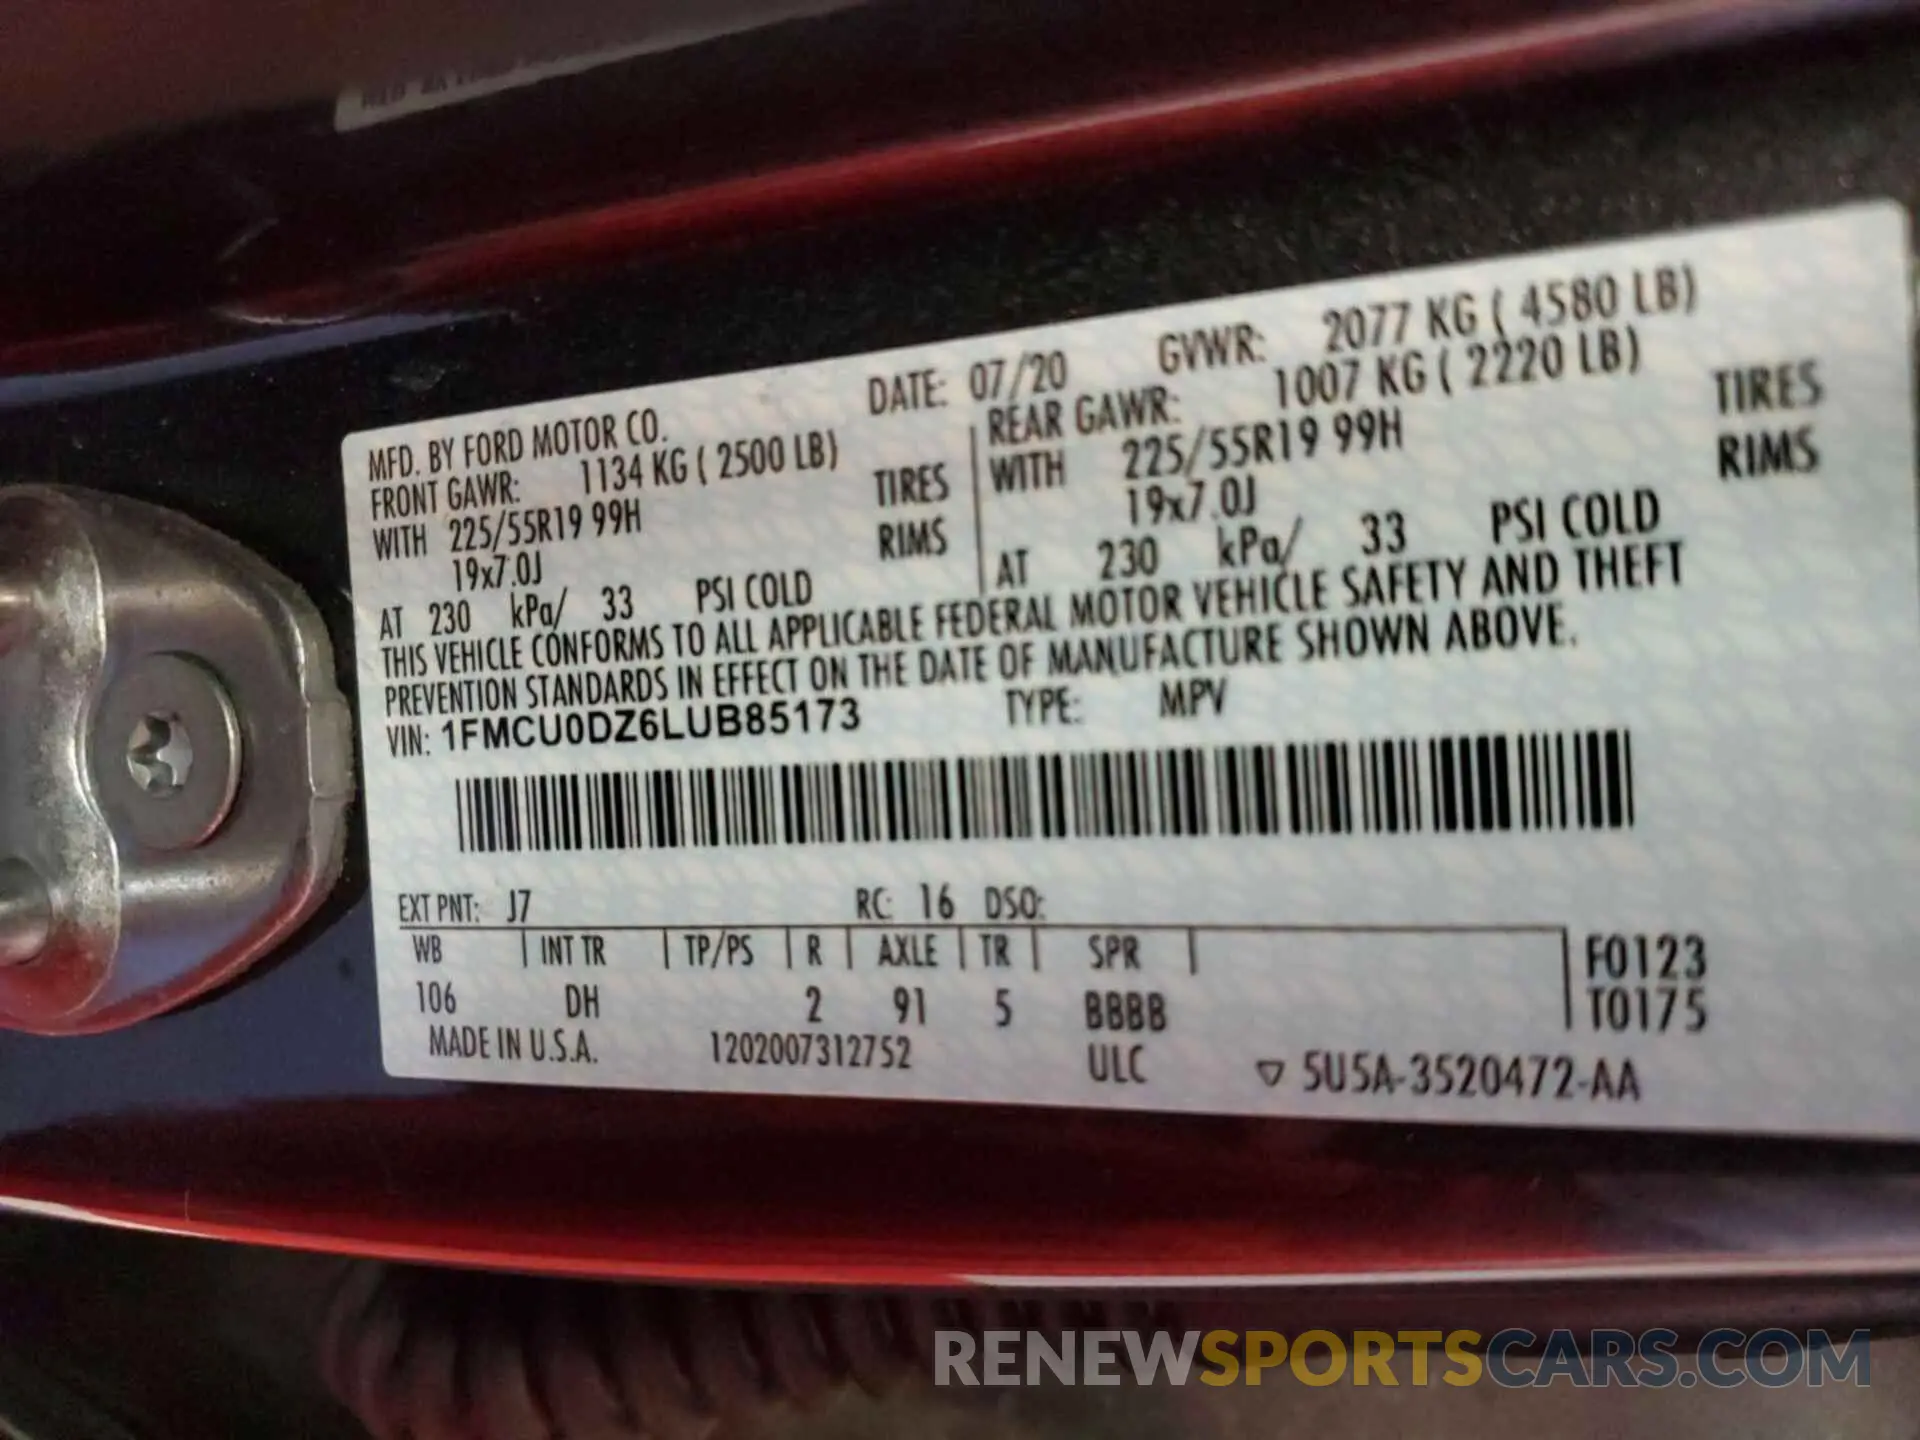 MFD. BY FORD MOTOR CO. DATE: 07/20 GVWR: 2077 KG ( 4580 LB)
FRONT GAWR: 1134 KG ( 2500 LB) REAR GAWR: 1007 KG ( 2220 LB)
WITH 225/55R19 99H TIRES WITH 225/55R19 99H TIRES
19x7.0J RIMS 19x7.0J RIMS
AT 230 kPa/ 33 PSI COLD AT 230 kPa/ 33 PSI COLD
THIS VEHICLE CONFORMS TO ALL APPLICABLE FEDERAL MOTOR VEHICLE SAFETY AND THEFT
PREVENTION STANDARDS IN EFFECT ON THE DATE OF MANUFACTURE SHOWN ABOVE.
VIN: 1FMCU0DZ6LUB85173 TYPE: MPV
EXT PNT: J7 RC: 16 DSO:
WB INT TR TP/PS R AXLE TR SPR F0123
106 DH 2 91 5 BBBB T0175
MADE IN U.S.A. 1202007312752 ULC ▽ 5U5A-3520472-AA
RENEWSPORTSCARS.COM